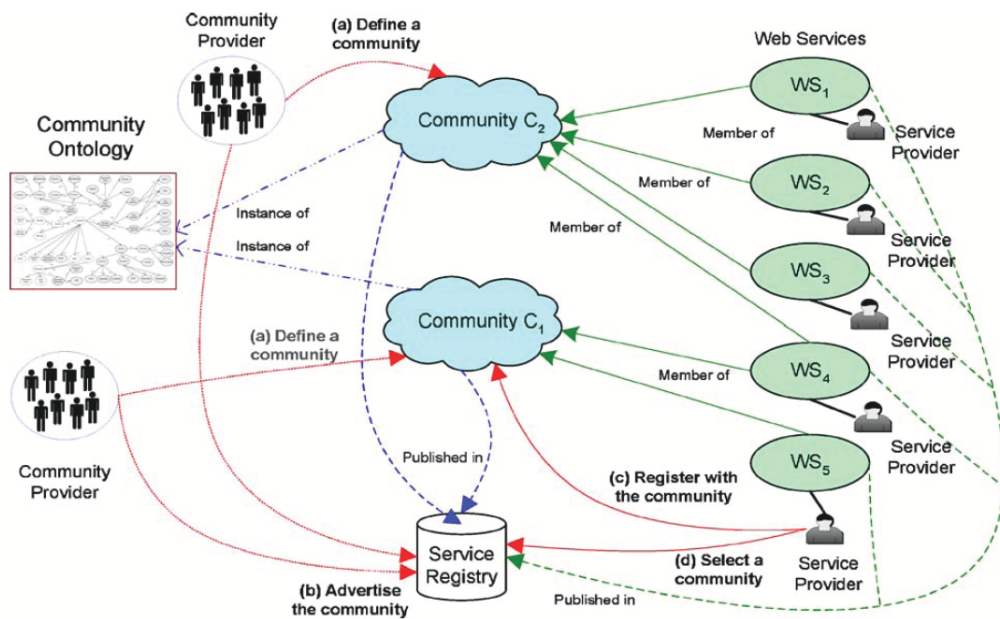 Community
Provider
(a) Define a
community
Web Services
WS1
Community C2
Member of
Service
Provider
Community
Ontology
WS2
Member of
Instance of
Member of
Service
Provider
Instance of
WS3
Community C1
(a) Define a
community
Service
Provider
Member of
WS4
Service
Provider
Community
Provider
Published in
WS5
(c) Register with
the community
Service
Registry
(d) Select a
community
Service
Provider
(b) Advertise
the community
Published in